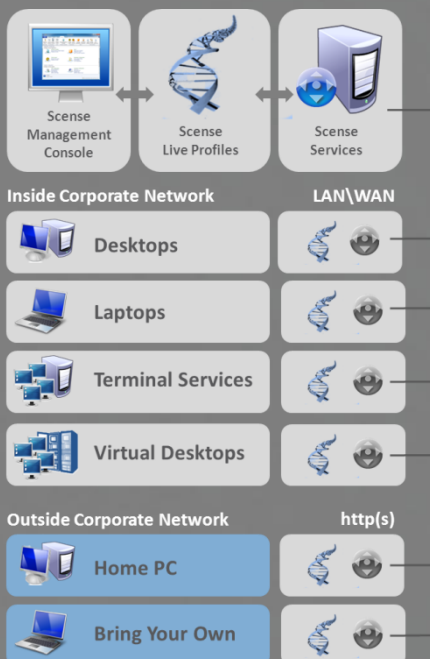 Scense
Management
Console
Scense
Live Profiles
Scense
Services
Inside Corporate Network
LAN\WAN
Desktops
Laptops
Terminal Services
Virtual Desktops
Outside Corporate Network
http(s)
Home PC
Bring Your Own